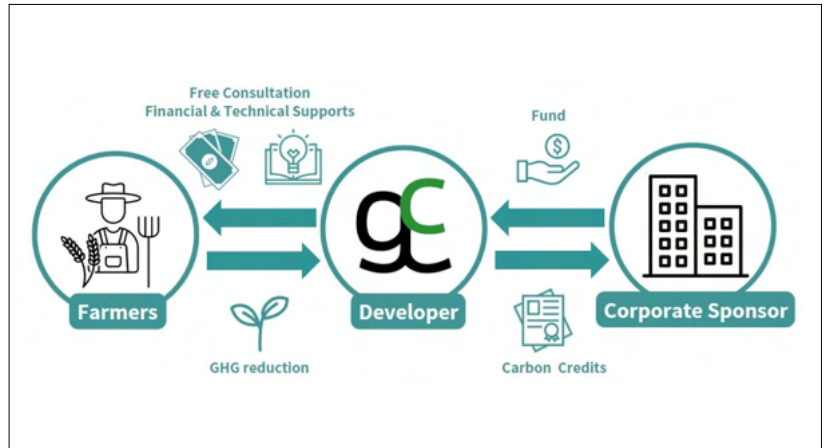 Free Consultation
Financial & Technical Supports
Fund
gc
Farmers
Developer
Corporate Sponsor
GHG reduction
Carbon Credits